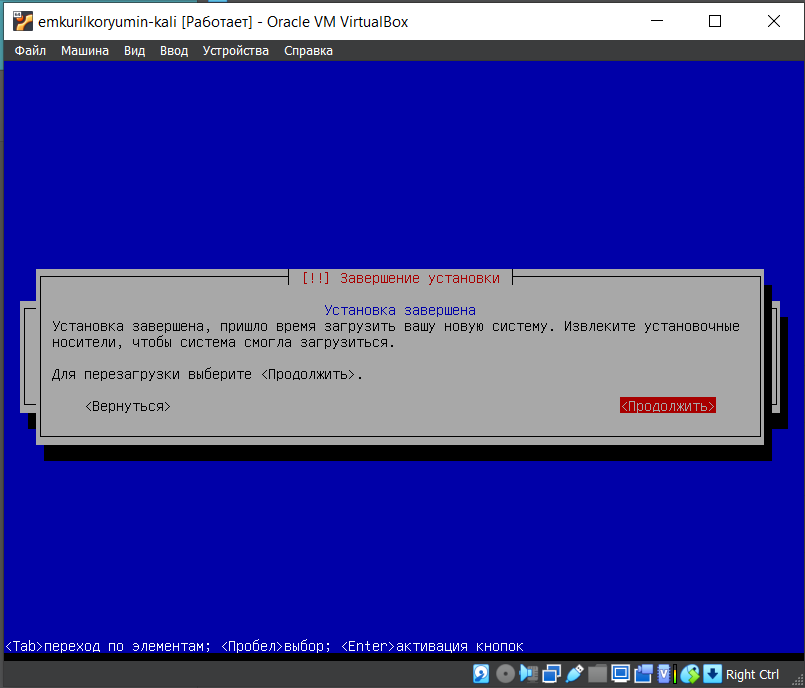 emkurilkoryumin-kali [Работает] - Oracle VM VirtualBox
Файл Машина Вид Ввод Устройства Справка
[!!] Завершение установки
Установка завершена
Установка завершена, пришло время загрузить вашу новую систему. Извлеките установочные
носители, чтобы система смогла загрузиться.
Для перезагрузки выберите <Продолжить>.
<Вернуться> <Продолжить>
<Tab>переход по элементам; <Пробел>выбор; <Enter>активация кнопок
Right Ctrl